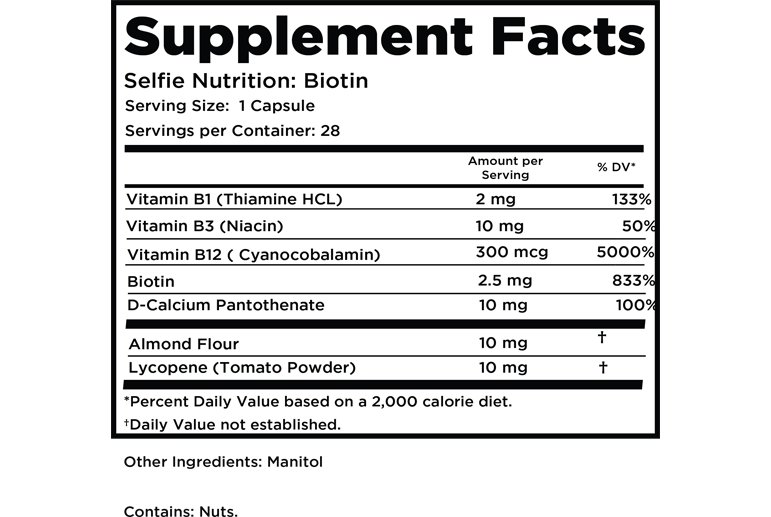 Supplement Facts
Selfie Nutrition: Biotin
Serving Size: 1 Capsule
Servings per Container: 28
Amount per Serving % DV*
Vitamin B1 (Thiamine HCL) 2 mg 133%
Vitamin B3 (Niacin) 10 mg 50%
Vitamin B12 ( Cyanocobalamin) 300 mcg 5000%
Biotin 2.5 mg 833%
D-Calcium Pantothenate 10 mg 100%
Almond Flour 10 mg †
Lycopene (Tomato Powder) 10 mg †
*Percent Daily Value based on a 2,000 calorie diet.
†Daily Value not established.
Other Ingredients: Manitol
Contains: Nuts.